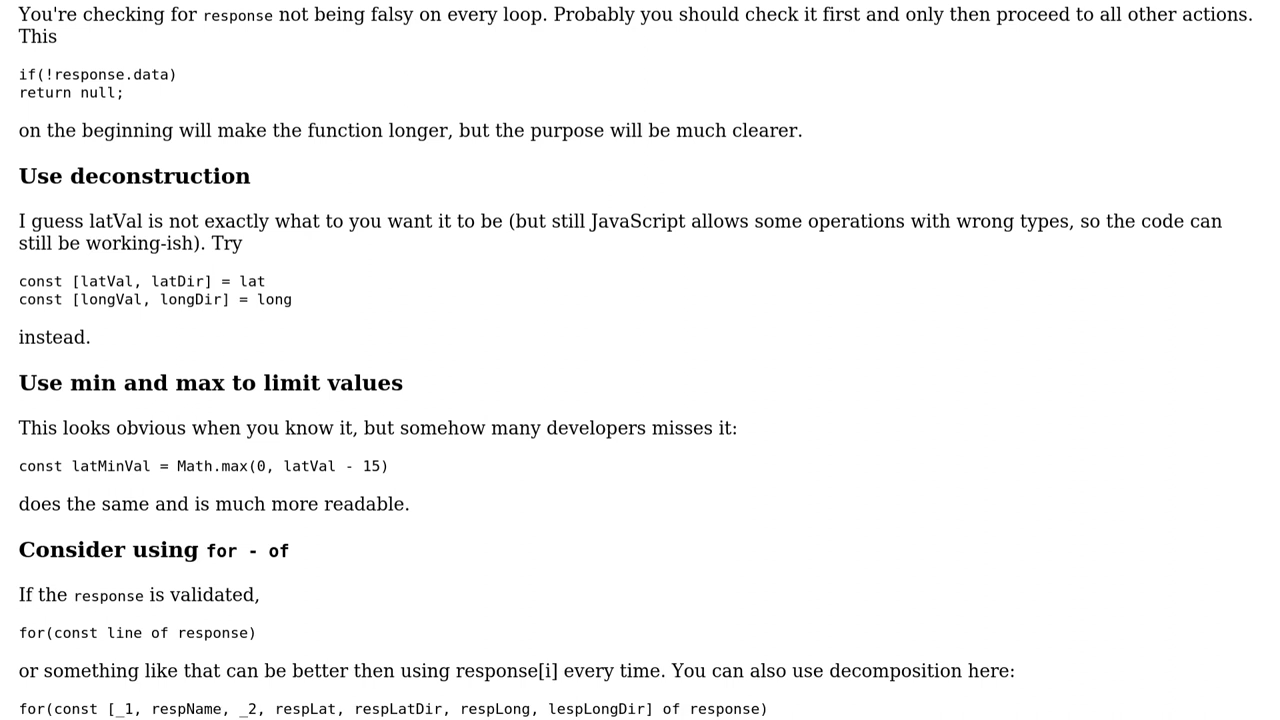 You're checking for response not being falsy on every loop. Probably you should check it first and only then proceed to all other actions.
This
if(!response.data)
return null;
on the beginning will make the function longer, but the purpose will be much clearer.
Use deconstruction
I guess latVal is not exactly what to you want it to be (but still JavaScript allows some operations with wrong types, so the code can
still be working-ish). Try
const [latVal, latDir] = lat
const [longVal, longDir] = long
instead.
Use min and max to limit values
This looks obvious when you know it, but somehow many developers misses it:
const latMinVal = Math.max(0, latVal - 15)
does the same and is much more readable.
Consider using for - of
If the response is validated,
for(const line of response)
or something like that can be better then using response[i] every time. You can also use decomposition here:
for(const [_1, respName, _2, respLat, respLatDir, respLong, lespLongDir] of response)